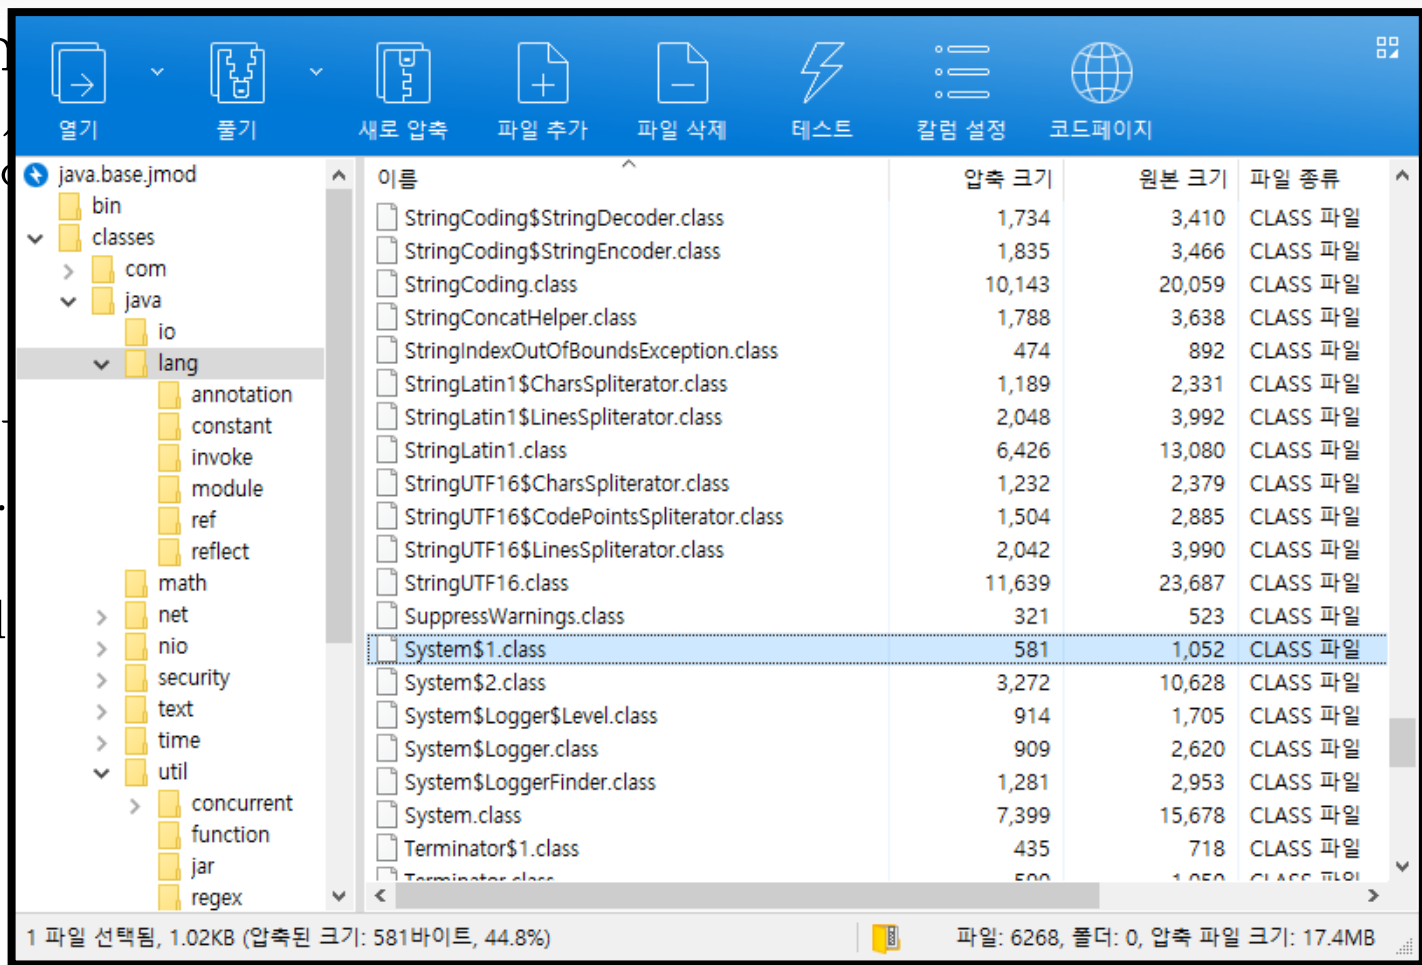 열기 풀기 새로 압축 파일 추가 파일 삭제 테스트 칼럼 설정 코드페이지
java.base.jmod
bin
classes
com
java
io
lang
annotation
constant
invoke
module
ref
reflect
math
net
nio
security
text
time
util
concurrent
function
jar
regex
이름 압축 크기 원본 크기 파일 종류
StringCoding$StringDecoder.class 1,734 3,410 CLASS 파일
StringCoding$StringEncoder.class 1,835 3,466 CLASS 파일
StringCoding.class 10,143 20,059 CLASS 파일
StringConcatHelper.class 1,788 3,638 CLASS 파일
StringIndexOutOfBoundsException.class 474 892 CLASS 파일
StringLatin1$CharsSpliterator.class 1,189 2,331 CLASS 파일
StringLatin1$LinesSpliterator.class 2,048 3,992 CLASS 파일
StringLatin1.class 6,426 13,080 CLASS 파일
StringUTF16$CharsSpliterator.class 1,232 2,379 CLASS 파일
StringUTF16$CodePointsSpliterator.class 1,504 2,885 CLASS 파일
StringUTF16$LinesSpliterator.class 2,042 3,990 CLASS 파일
StringUTF16.class 11,639 23,687 CLASS 파일
SuppressWarnings.class 321 523 CLASS 파일
System$1.class 581 1,052 CLASS 파일
System$2.class 3,272 10,628 CLASS 파일
System$Logger$Level.class 914 1,705 CLASS 파일
System$Logger.class 909 2,620 CLASS 파일
System$LoggerFinder.class 1,281 2,953 CLASS 파일
System.class 7,399 15,678 CLASS 파일
Terminator$1.class 435 718 CLASS 파일
Terminator.class
1 파일 선택됨, 1.02KB (압축된 크기: 581바이트, 44.8%) 파일: 6268, 폴더: 0, 압축 파일 크기: 17.4MB